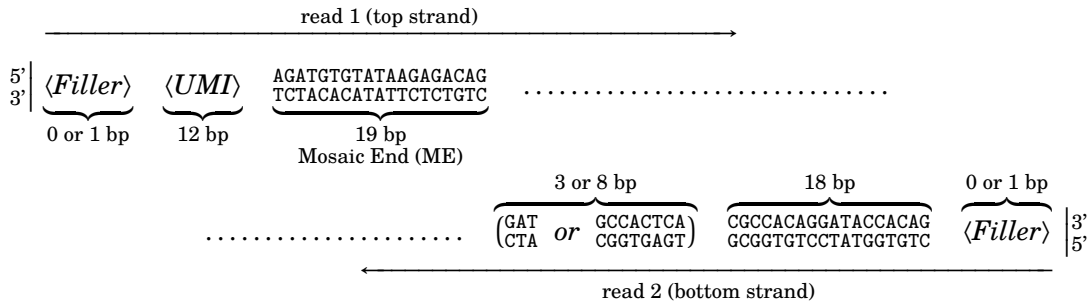 read 1 (top strand)
5’ ⟨Filler⟩ ⟨UMI⟩ AGATGTGTATAAGAGACAG
3’ TCTACACATATTCTCTGTC ................................
0 or 1 bp 12 bp 19 bp
Mosaic End (ME)
3 or 8 bp 18 bp 0 or 1 bp
(GAT or GCCACTCA) CGCCACAGGATACCACAG ⟨Filler⟩ 3’
....................... CTA CGGTGAGT GCGGTGTCCTATGGTGTC 5’
read 2 (bottom strand)